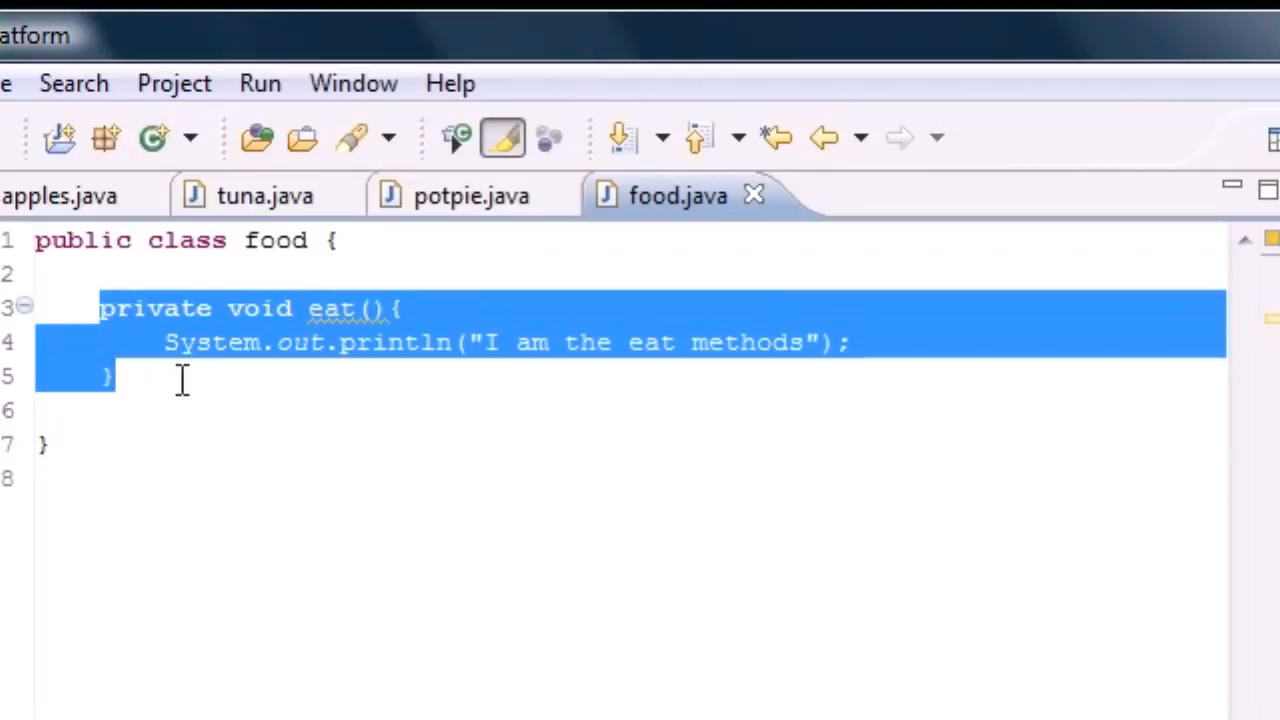 atform
e Search Project Run Window Help
apples.java tuna.java potpie.java food.java
1 public class food {
2
3 private void eat(){
4 System.out.println("I am the eat methods");
5 }
6
7 }
8